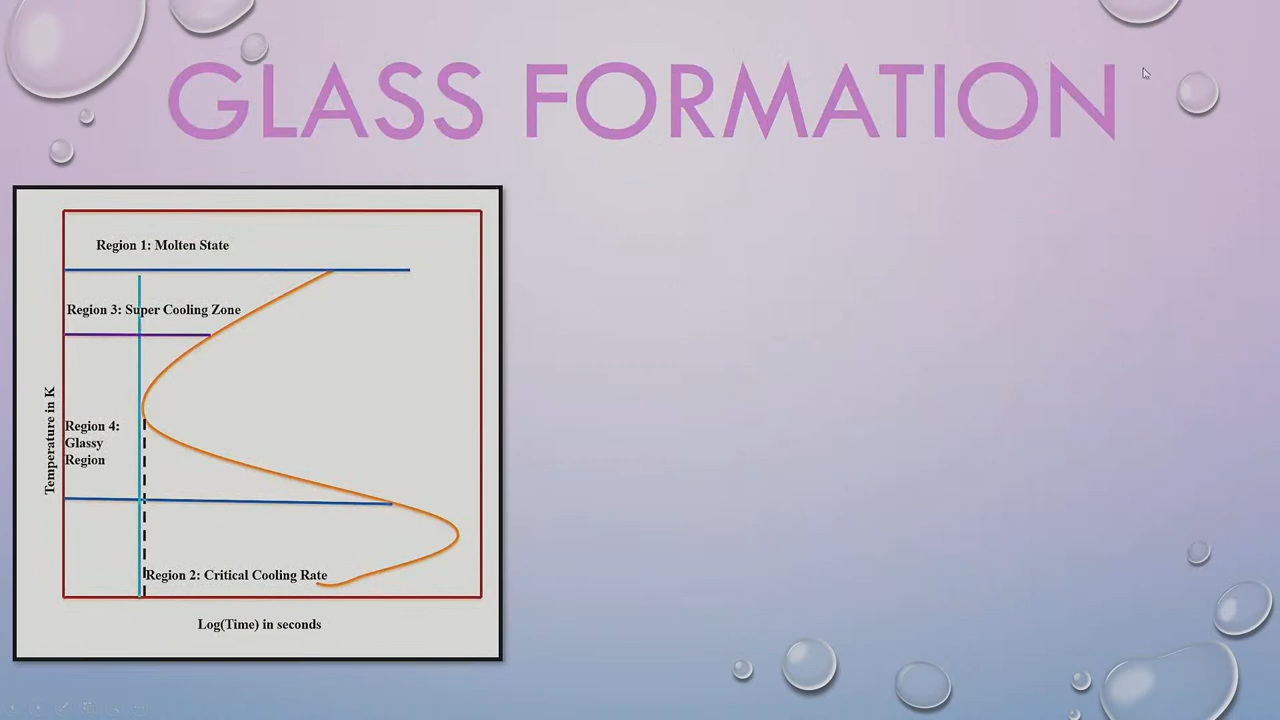 GLASS FORMATION
Region 1: Molten State
Region 3: Super Cooling Zone
Temperature in K
Region 4:
Glassy
Region
Region 2: Critical Cooling Rate
Log(Time) in seconds